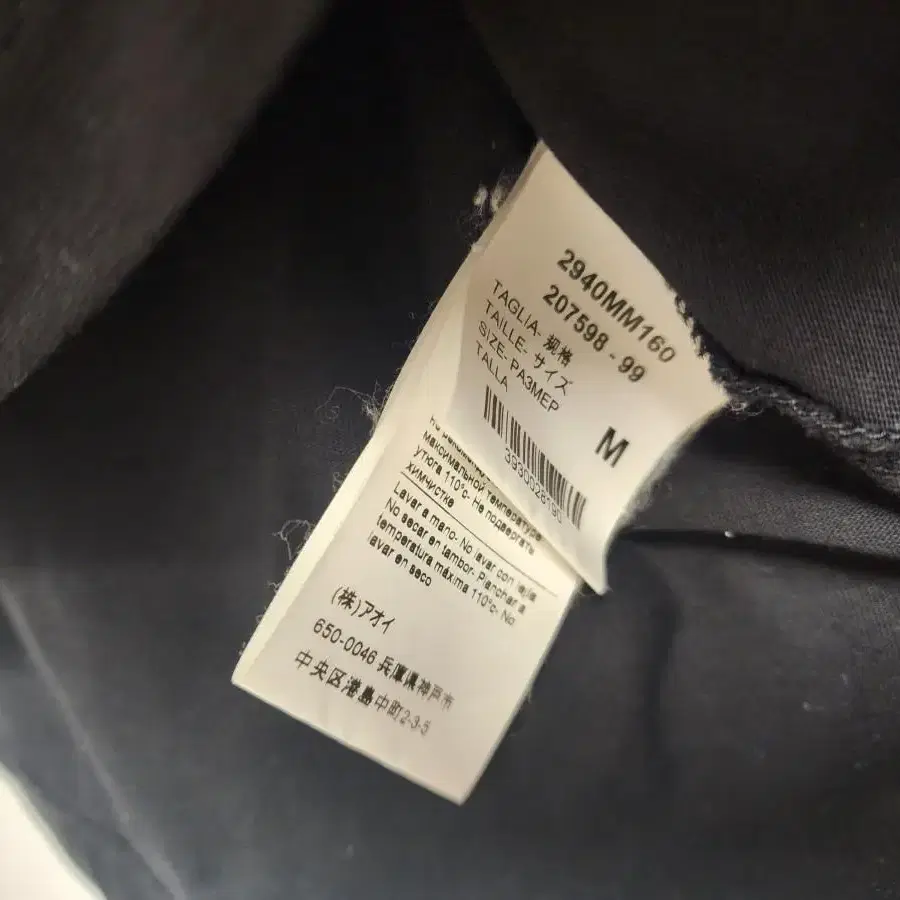 2940MM160
207598 - 99
TAGLIA- 规格
TAILLE- サイズ
SIZE- РАЗМЕР
TALLA
M
3930028190
максимальной температуре
утюга 110°c- Не подвергать
химчистке
Lavar a mano- No lavar con lejía
No secar en tambor- Planchar a
temperatura máxima 110°c- No
lavar en seco
(株)アオイ
650-0046 兵庫県神戸市
中央区港島中町2-3-5